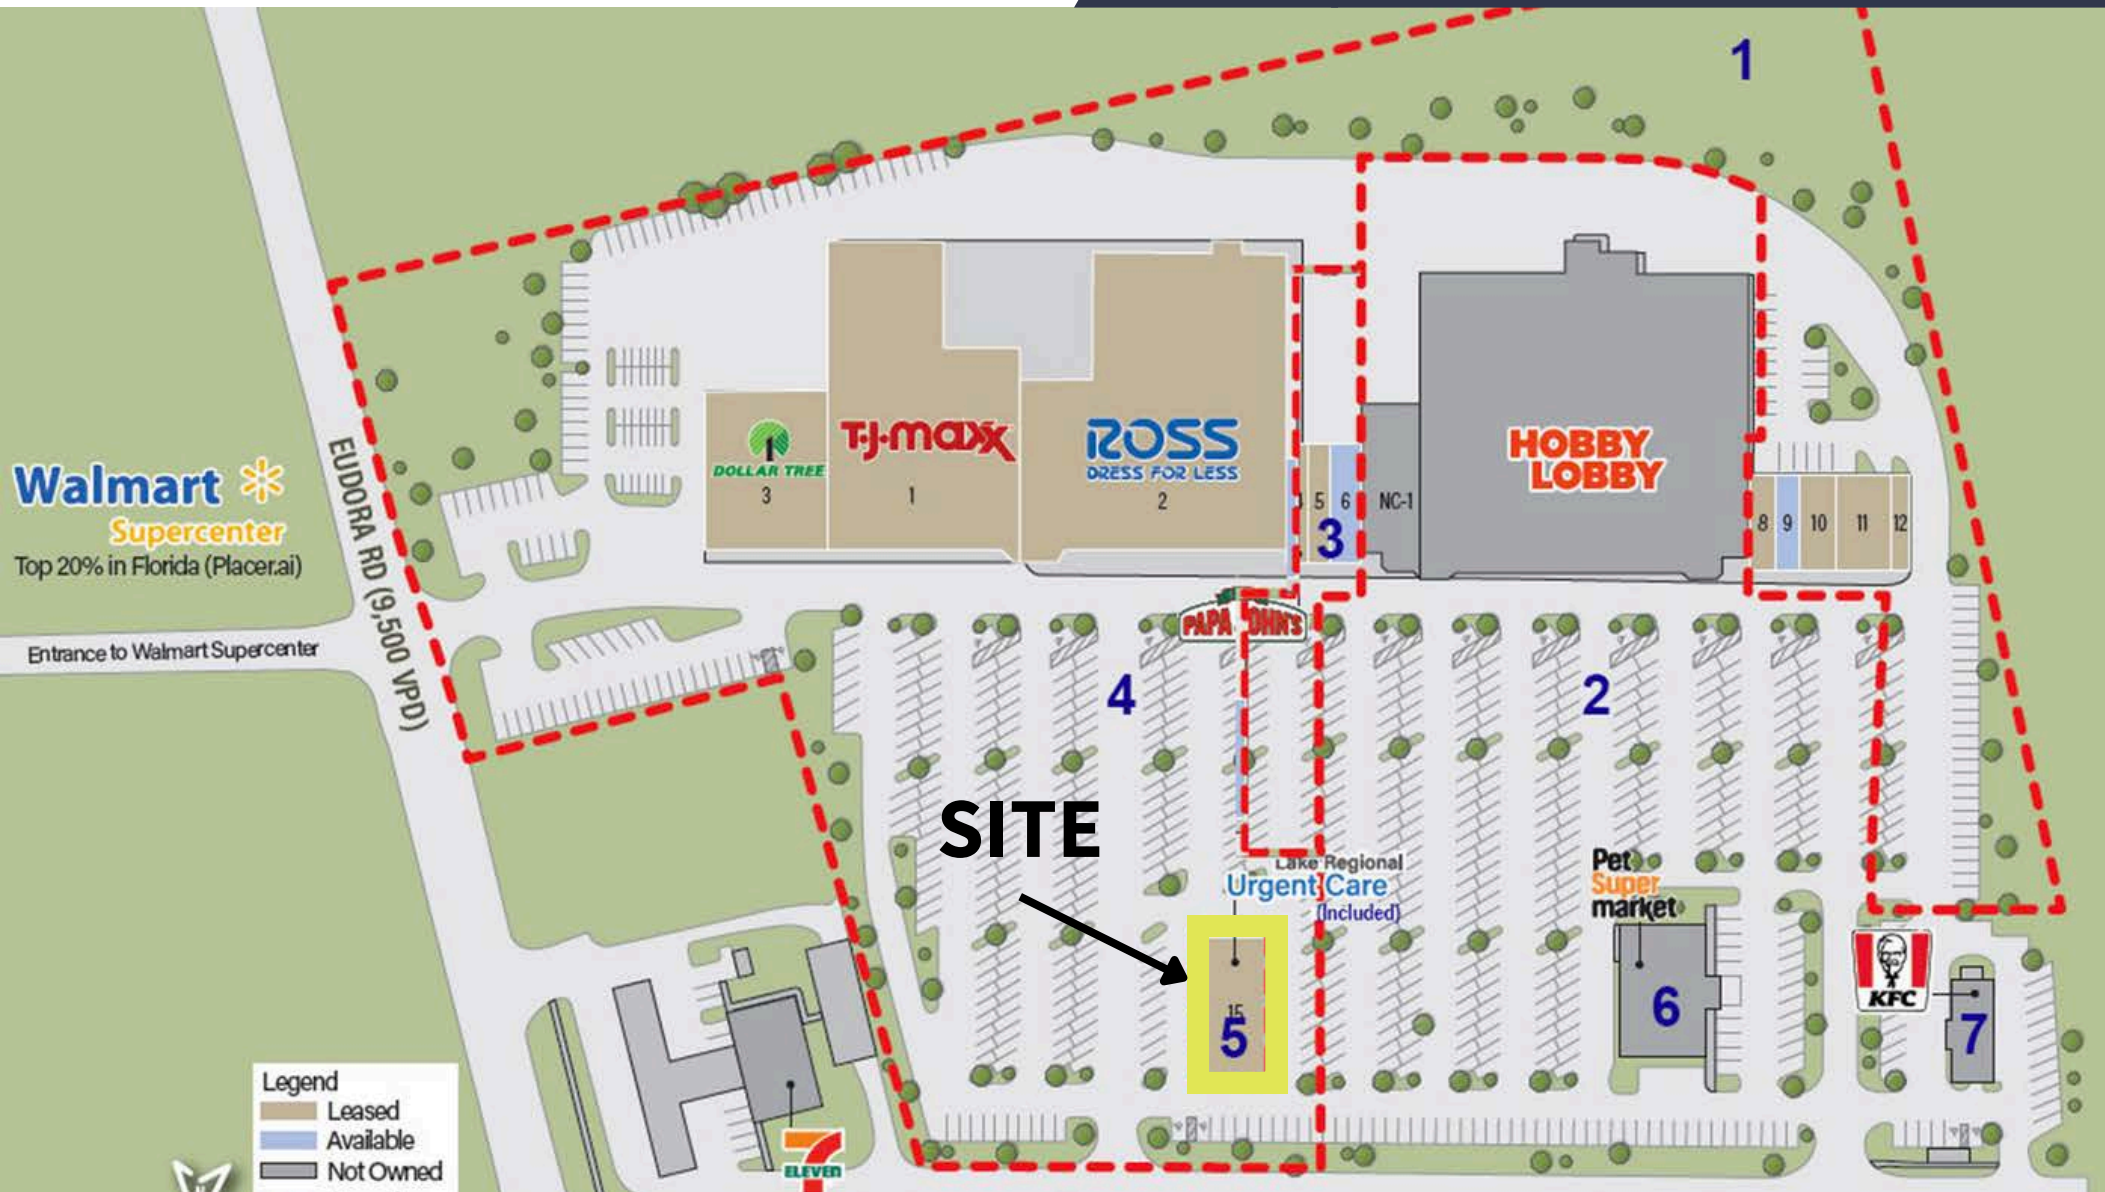 1
Walmart
Supercenter
Top 20% in Florida (Placer.ai)
EUDORA RD (9,500 VPD)
Entrance to Walmart Supercenter
1
DOLLAR TREE
3
T·J·maxx
1
ROSS
DRESS FOR LESS
2
5
6
3
NC-1
HOBBY
LOBBY
8
9
10
11
12
PAPA JOHN'S
4
2
SITE
Lake Regional
Urgent Care
(Included)
15
5
Pet
Super
market
6
KFC
7
7
ELEVEN
Legend
Leased
Available
Not Owned